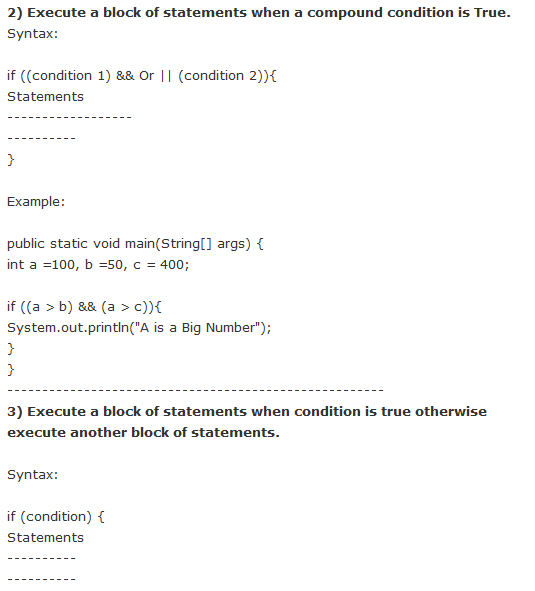 2) Execute a block of statements when a compound condition is True.
Syntax:
if ((condition 1) && Or || (condition 2)){
Statements
------------------
----------
}
Example:
public static void main(String[] args) {
int a =100, b =50, c = 400;
if ((a > b) && (a > c)){
System.out.println("A is a Big Number");
}
}
------------------------------------------------------
3) Execute a block of statements when condition is true otherwise
execute another block of statements.
Syntax:
if (condition) {
Statements
----------
----------